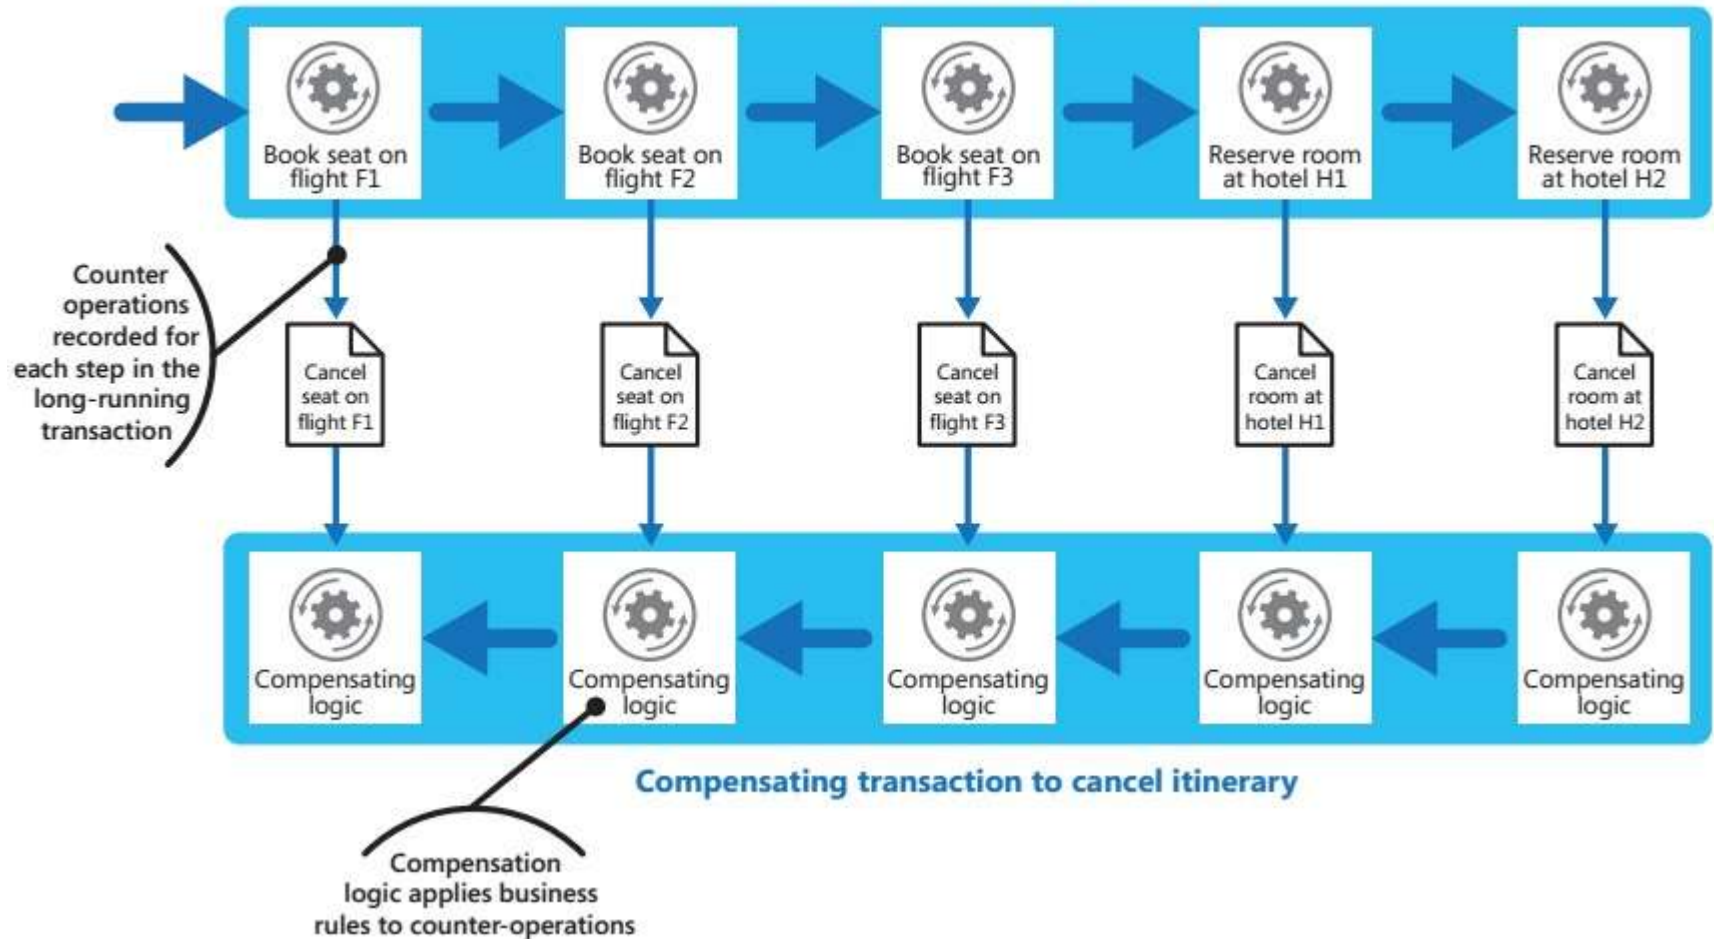 Book seat on
flight F1
Book seat on
flight F2
Book seat on
flight F3
Reserve room
at hotel H1
Reserve room
at hotel H2
Counter
operations
recorded for
each step in the
long-running
transaction
Cancel
seat on
flight F1
Cancel
seat on
flight F2
Cancel
seat on
flight F3
Cancel
room at
hotel H1
Cancel
room at
hotel H2
Compensating
logic
Compensating
logic
Compensating
logic
Compensating
logic
Compensating
logic
Compensating transaction to cancel itinerary
Compensation
logic applies business
rules to counter-operations